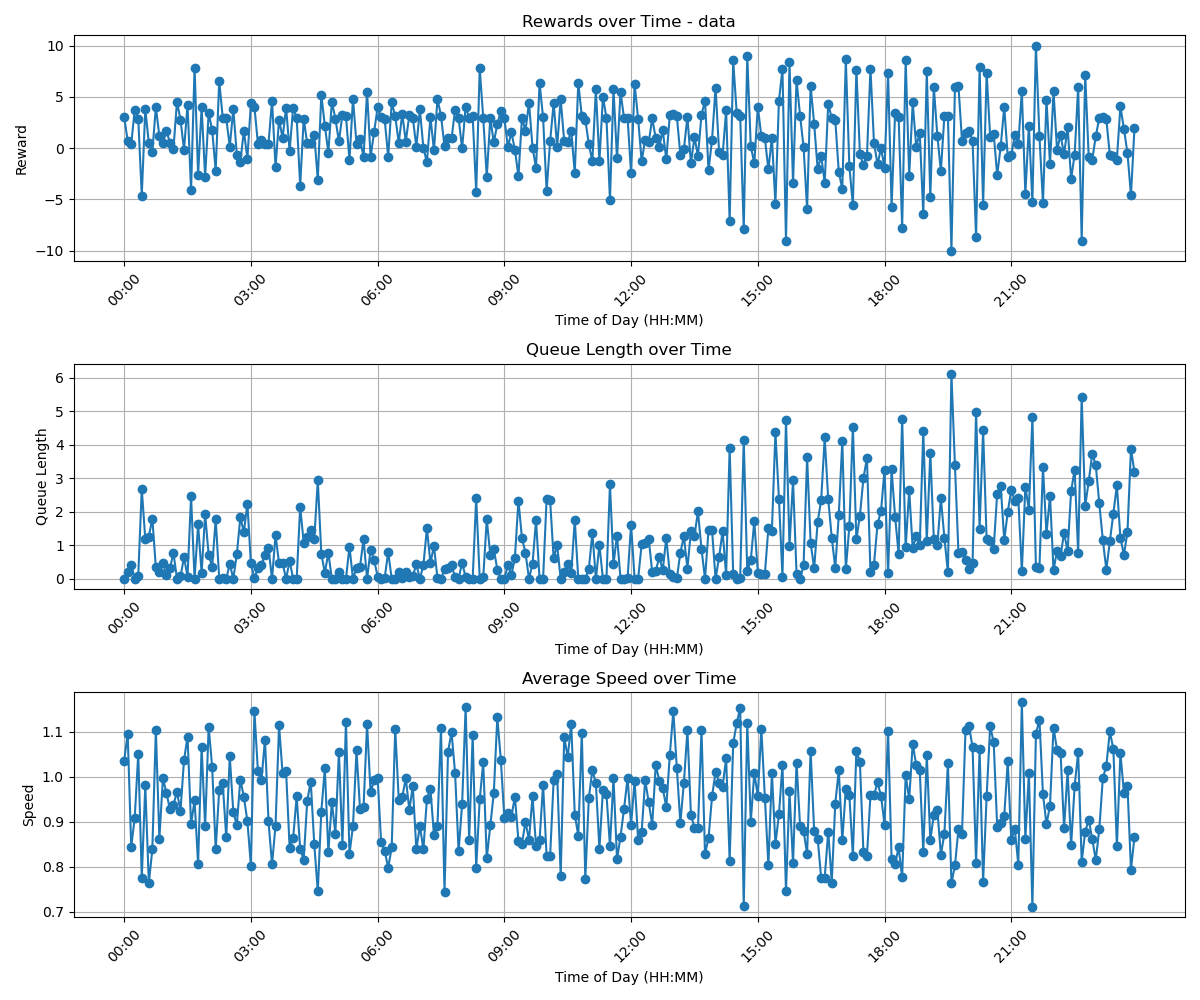 Rewards over Time - data
10
5
0
−5
−10
Reward
00:00 03:00 06:00 09:00 12:00 15:00 18:00 21:00
Time of Day (HH:MM)
Queue Length over Time
6
5
4
3
2
1
0
Queue Length
00:00 03:00 06:00 09:00 12:00 15:00 18:00 21:00
Time of Day (HH:MM)
Average Speed over Time
1.1
1.0
0.9
0.8
0.7
Speed
00:00 03:00 06:00 09:00 12:00 15:00 18:00 21:00
Time of Day (HH:MM)